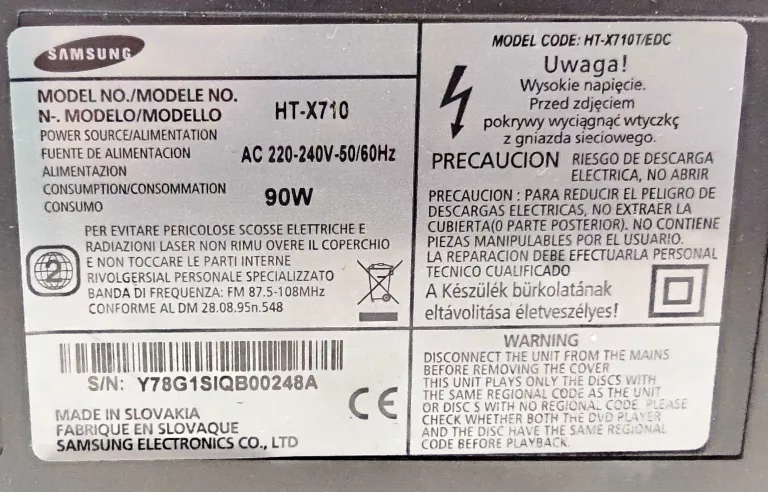 SAMSUNG
MODEL NO./MODELE NO.
N-. MODELO/MODELLO
HT-X710
POWER SOURCE/ALIMENTATION
FUENTE DE ALIMENTACION
ALIMENTAZION
AC 220-240V-50/60Hz
CONSUMPTION/CONSOMMATION
CONSUMO
90W
PER EVITARE PERICOLOSE SCOSSE ELETTRICHE E
RADIAZIONI LASER NON RIMU OVERE IL COPERCHIO
E NON TOCCARE LE PARTI INTERNE
RIVOLGERSIAL PERSONALE SPECIALIZZATO
BANDA DI FREQUENZA: FM 87.5-108MHz
CONFORME AL DM 28.08.95n.548
2
S/N: Y78G1SIQB00248A
MADE IN SLOVAKIA
FABRIQUE EN SLOVAQUE
SAMSUNG ELECTRONICS CO., LTD
CE
MODEL CODE: HT-X710T/EDC
Uwaga!
Wysokie napięcie.
Przed zdjęciem
pokrywy wyciągnąć wtyczkę
z gniazda sieciowego.
PRECAUCION RIESGO DE DESCARGA
ELECTRICA, NO ABRIR
PRECAUCION : PARA REDUCIR EL PELIGRO DE
DESCARGAS ELECTRICAS, NO EXTRAER LA
CUBIERTA(0 PARTE POSTERIOR). NO CONTIENE
PIEZAS MANIPULABLES POR EL USUARIO.
LA REPARACION DEBE EFECTUARLA PERSONAL
TECNICO CUALIFICADO
A Készülék bürkolatának
eltávolitása életveszélyes!
WARNING
DISCONNECT THE UNIT FROM THE MAINS
BEFORE REMOVING THE COVER
THIS UNIT PLAYS ONLY THE DISCS WITH
THE SAME REGIONAL CODE AS THE UNIT
OR DISC S WITH NO REGIONAL CODE. PLEASE
CHECK WHETHER BOTH THE DVD PLAYER
AND THE DISC HAVE THE SAME REGIONAL
CODE BEFORE PLAYBACK.